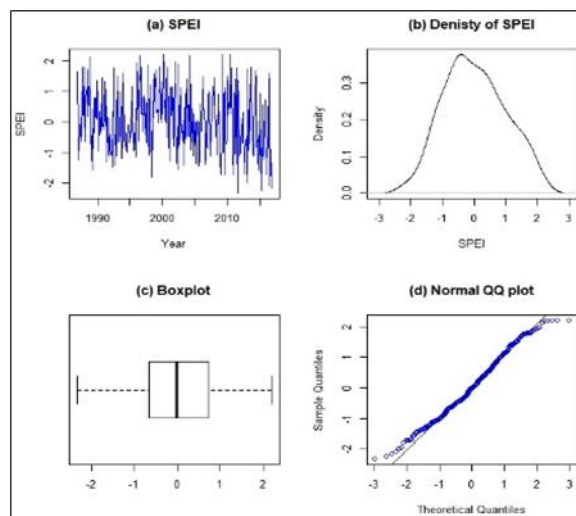 (a) SPEI
(b) Denisty of SPEI
SPEI
2
1
0
-1
-2
1990 2000 2010
Year
Density
0.3
0.2
0.1
0.0
-3 -2 -1 0 1 2 3
SPEI
(c) Boxplot
(d) Normal QQ plot
-2 -1 0 1 2
Sample Quantiles
2
1
0
-1
-2
-3 -2 -1 0 1 2 3
Theoretical Quantiles